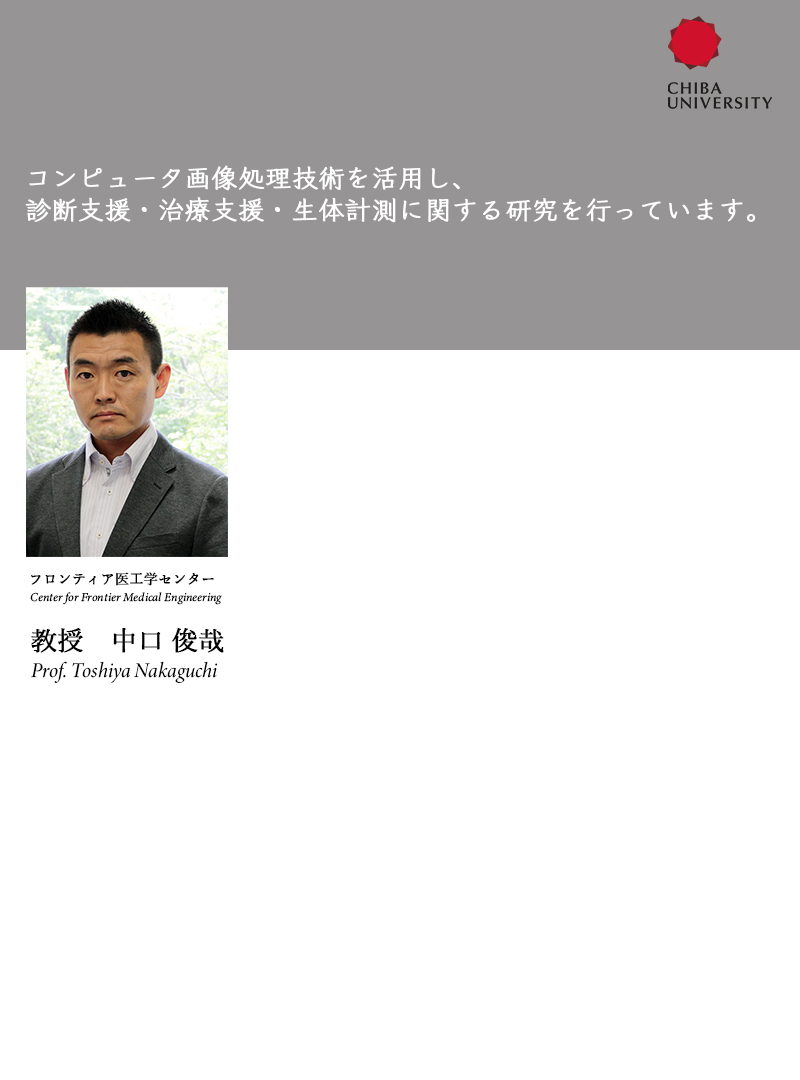 CHIBA
UNIVERSITY
コンピュータ画像処理技術を活用し、
診断支援・治療支援・生体計測に関する研究を行っています。
フロンティア医工学センター
Center for Frontier Medical Engineering
教授　中口 俊哉
Prof. Toshiya Nakaguchi